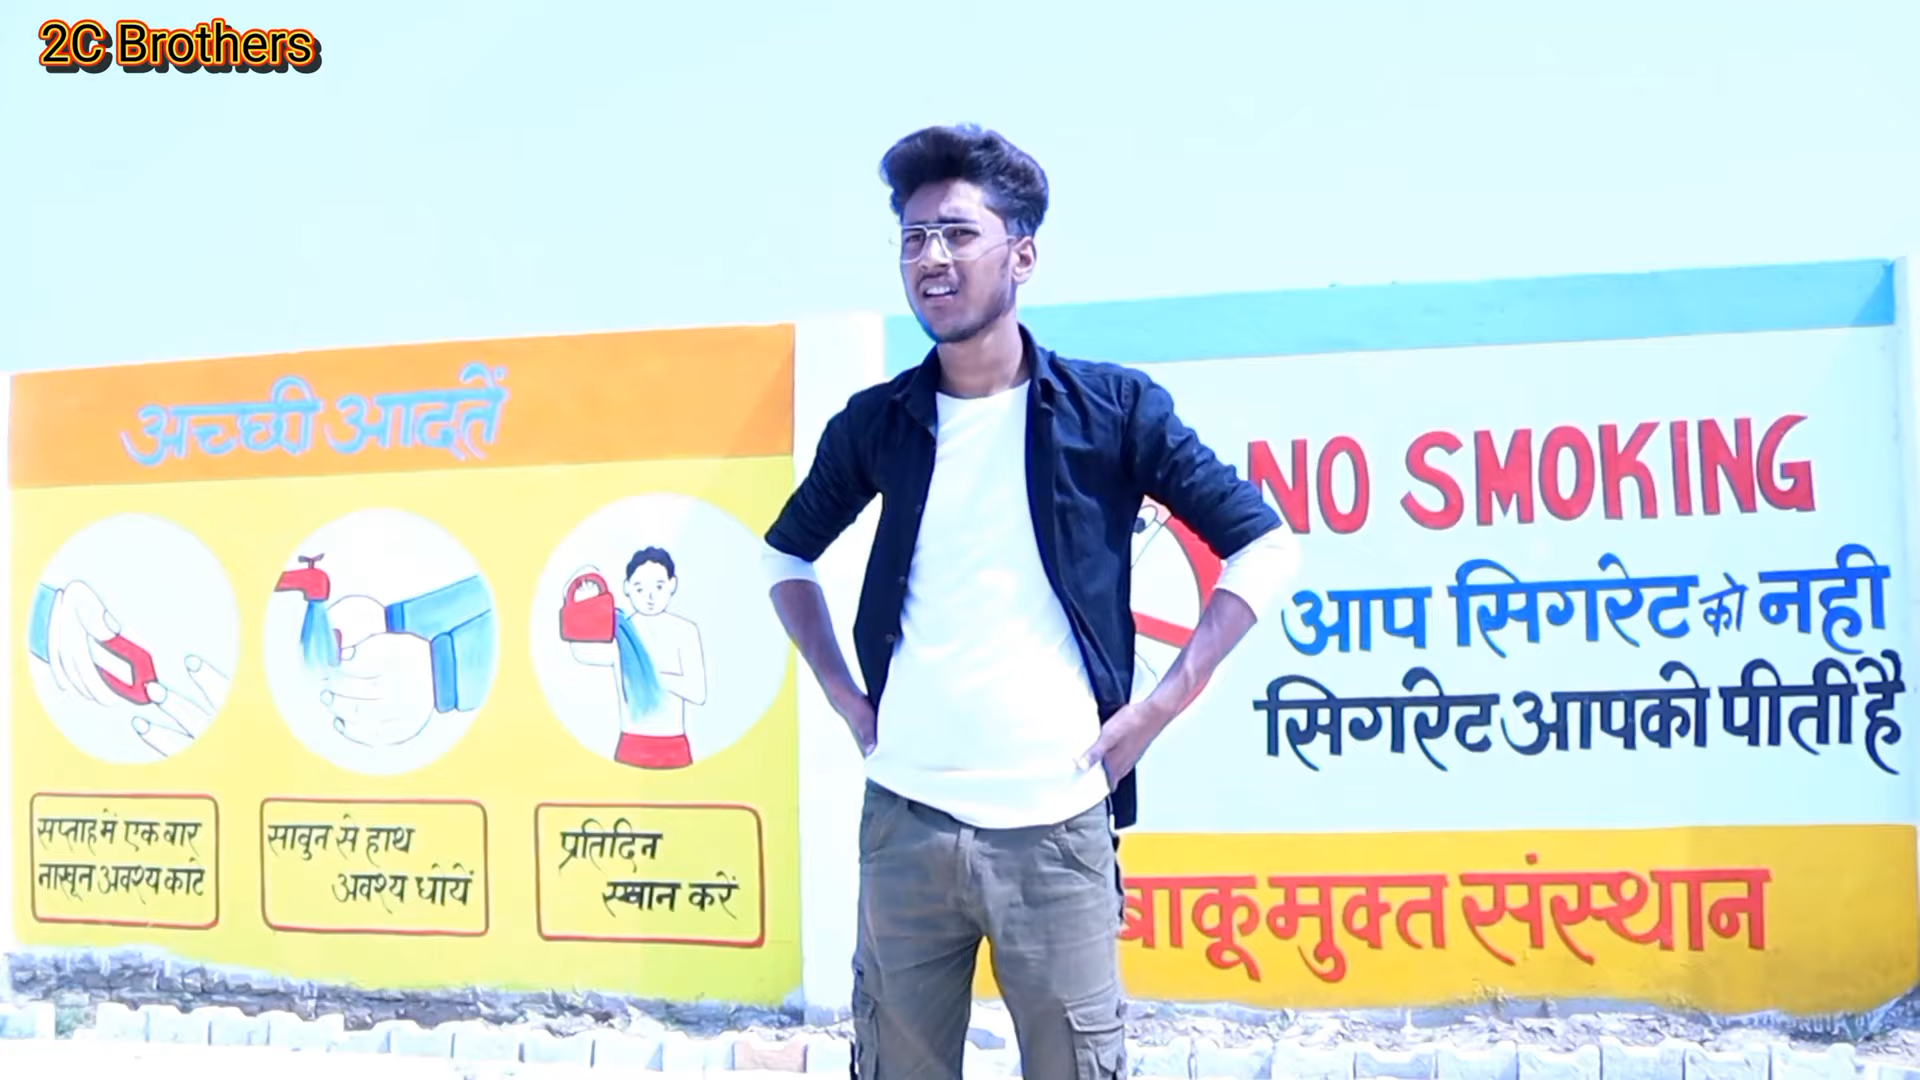 2C Brothers
अच्छी आदतें
सप्ताह में एक बार
नाखून अवश्य काटे
साबुन से हाथ
अवश्य धोयें
प्रतिदिन
स्नान करें
NO SMOKING
आप सिगरेट को नही
सिगरेट आपको पीती है
बाकू मुक्त संस्थान